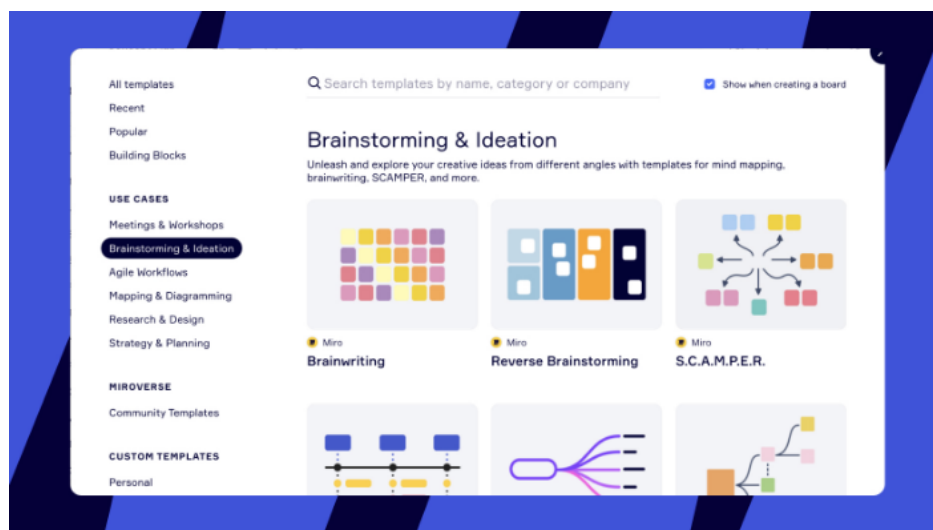 All templates
Recent
Popular
Building Blocks
USE CASES
Meetings & Workshops
Brainstorming & Ideation
Agile Workflows
Mapping & Diagramming
Research & Design
Strategy & Planning
MIROVERSE
Community Templates
CUSTOM TEMPLATES
Personal
Search templates by name, category or company
Show when creating a board
Brainstorming & Ideation
Unleash and explore your creative ideas from different angles with templates for mind mapping,
brainwriting, SCAMPER, and more.
Miro
Brainwriting
Miro
Reverse Brainstorming
Miro
S.C.A.M.P.E.R.